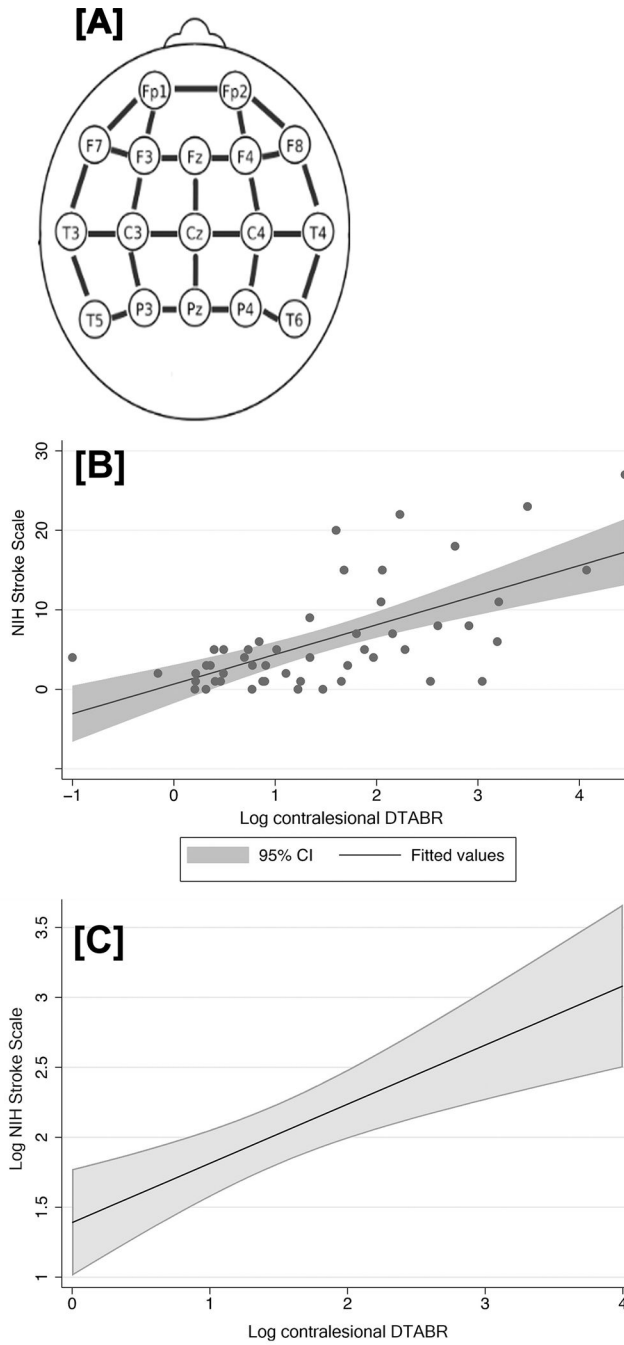 [A]
Fp1 Fp2
F7 F3 Fz F4 F8
T3 C3 Cz C4 T4
T5 P3 Pz P4 T6
[B]
NIH Stroke Scale
30
20
10
0
−1 0 1 2 3 4
Log contralesional DTABR
95% CI Fitted values
[C]
Log NIH Stroke Scale
3.5
3
2.5
2
1.5
1
0 1 2 3 4
Log contralesional DTABR